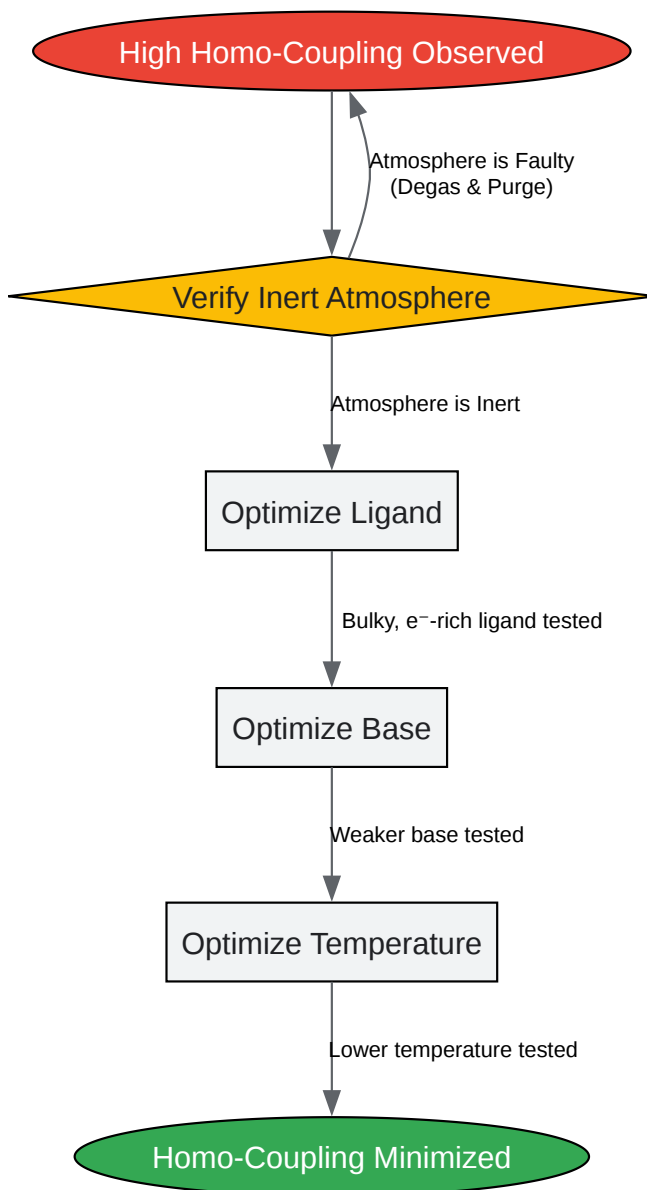 High Homo-Coupling Observed
Atmosphere is Faulty
(Degas & Purge)
Verify Inert Atmosphere
Atmosphere is Inert
Optimize Ligand
Bulky, e⁻-rich ligand tested
Optimize Base
Weaker base tested
Optimize Temperature
Lower temperature tested
Homo-Coupling Minimized